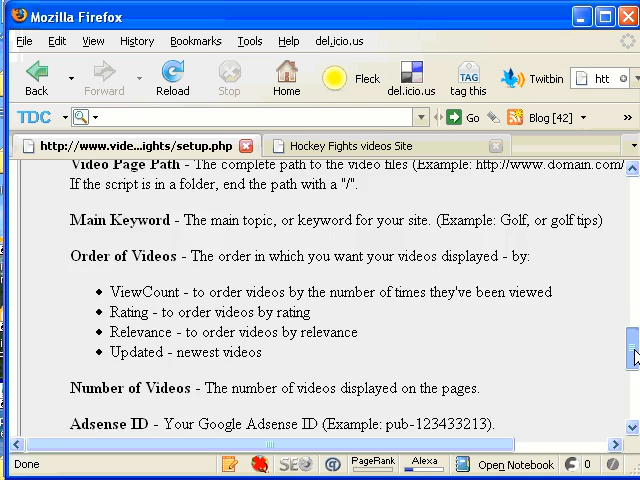 Mozilla Firefox
File Edit View History Bookmarks Tools Help del.icio.us
Back Forward Reload Stop Home Fleck del.icio.us TAG tag this Twitbin htt
TDC Go Blog [42] »
http://www.vide...ights/setup.php Hockey Fights videos Site
Video Page Path - The complete path to the video files (Example: http://www.domain.com/
If the script is in a folder, end the path with a "/".
Main Keyword - The main topic, or keyword for your site. (Example: Golf, or golf tips)
Order of Videos - The order in which you want your videos displayed - by:
ViewCount - to order videos by the number of times they've been viewed
Rating - to order videos by rating
Relevance - to order videos by relevance
Updated - newest videos
Number of Videos - The number of videos displayed on the pages.
Adsense ID - Your Google Adsense ID (Example: pub-123433213).
Done SEO @ PageRank Alexa Open Notebook F 0